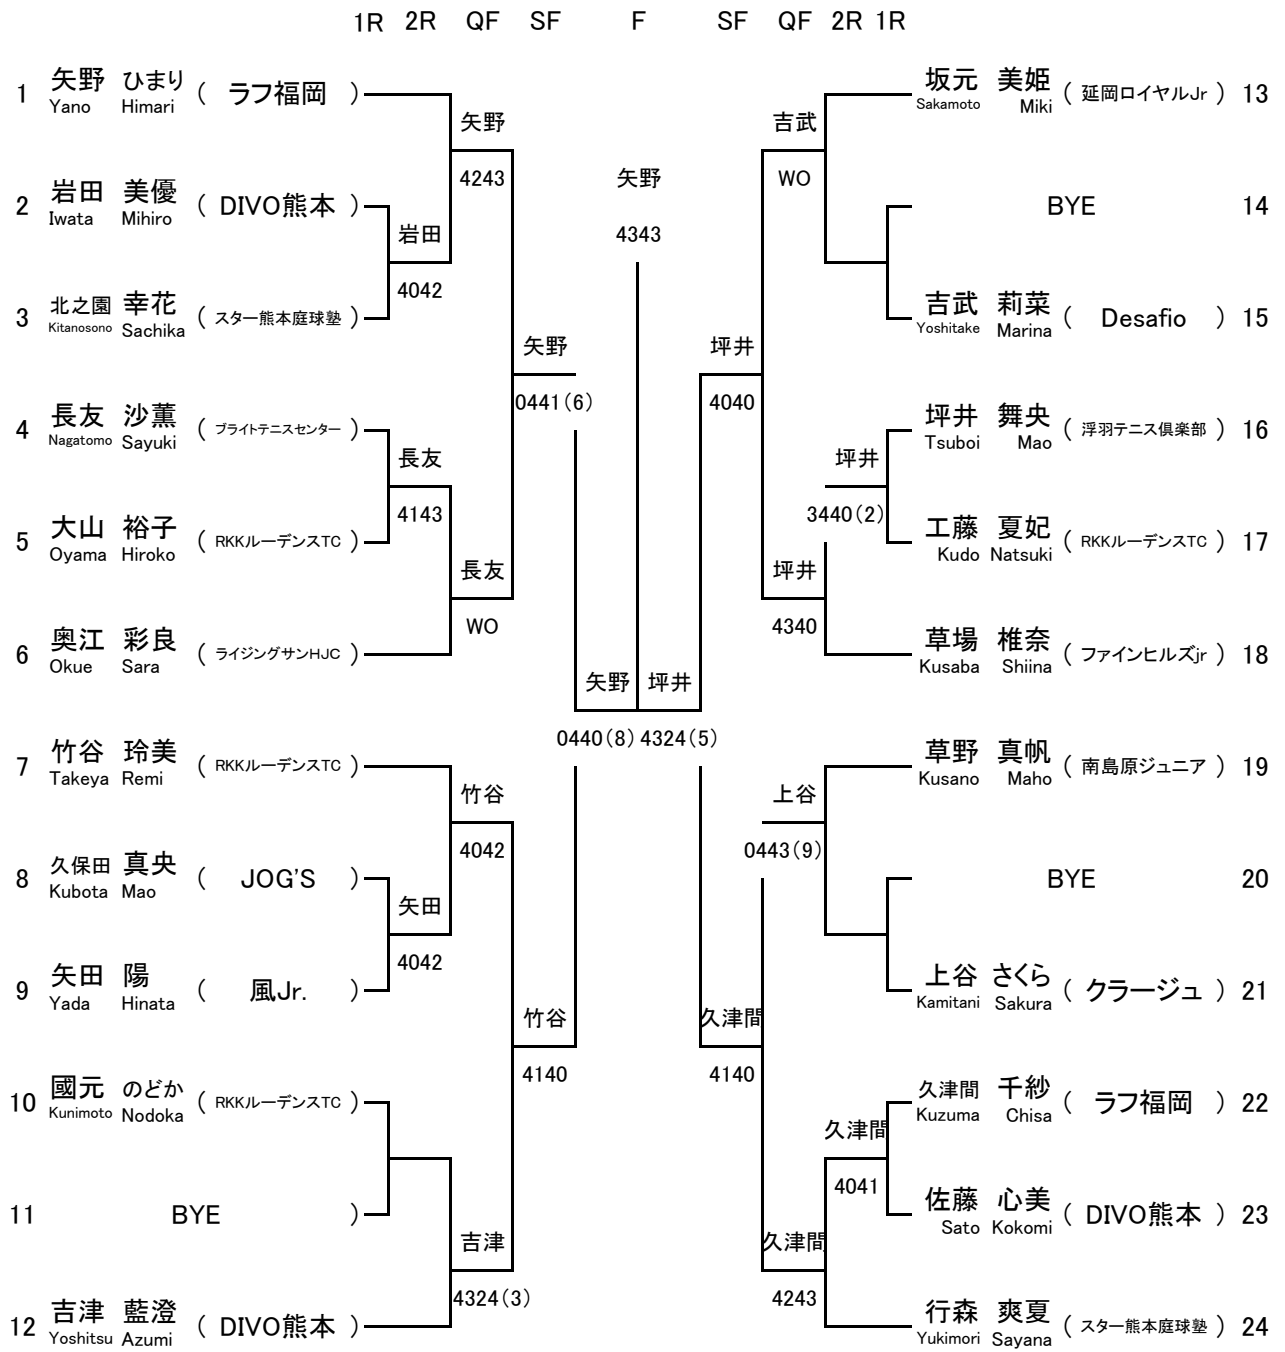 1R 2R QF SF F SF QF 2R 1R
1 矢野 ひまり ( ラフ福岡 )
Yano Himari
坂元 美姫 ( 延岡ロイヤルJr ) 13
Sakamoto Miki
矢野 吉武
4243 矢野 WO
2 岩田 美優 ( DIVO熊本 )
Iwata Mihiro
BYE 14
岩田 4343
4042
3 北之園 幸花 ( スター熊本庭球塾 )
Kitanosono Sachika
吉武 莉菜 ( Desafio ) 15
Yoshitake Marina
矢野 坪井
0441(6) 4040
4 長友 沙薫 ( ブライトテニスセンター )
Nagatomo Sayuki
坪井 舞央 ( 浮羽テニス倶楽部 ) 16
Tsuboi Mao
長友 坪井
4143 3440(2)
5 大山 裕子 ( RKKルーデンスTC )
Oyama Hiroko
工藤 夏妃 ( RKKルーデンスTC ) 17
Kudo Natsuki
長友 坪井
WO 4340
6 奥江 彩良 ( ライジングサンHJC )
Okue Sara
草場 椎奈 ( ファインヒルズjr ) 18
Kusaba Shiina
矢野 坪井
0440(8) 4324(5)
7 竹谷 玲美 ( RKKルーデンスTC )
Takeya Remi
草野 真帆 ( 南島原ジュニア ) 19
Kusano Maho
竹谷 上谷
4042 0443(9)
8 久保田 真央 ( JOG'S )
Kubota Mao
BYE 20
矢田
4042
9 矢田 陽 ( 風Jr. )
Yada Hinata
上谷 さくら ( クラージュ ) 21
Kamitani Sakura
竹谷 久津間
4140 4140
10 國元 のどか ( RKKルーデンスTC )
Kunimoto Nodoka
久津間 千紗 ( ラフ福岡 ) 22
Kuzuma Chisa
久津間
4041
11 BYE )
佐藤 心美 ( DIVO熊本 ) 23
Sato Kokomi
吉津 久津間
4324(3) 4243
12 吉津 藍澄 ( DIVO熊本 )
Yoshitsu Azumi
行森 爽夏 ( スター熊本庭球塾 ) 24
Yukimori Sayana